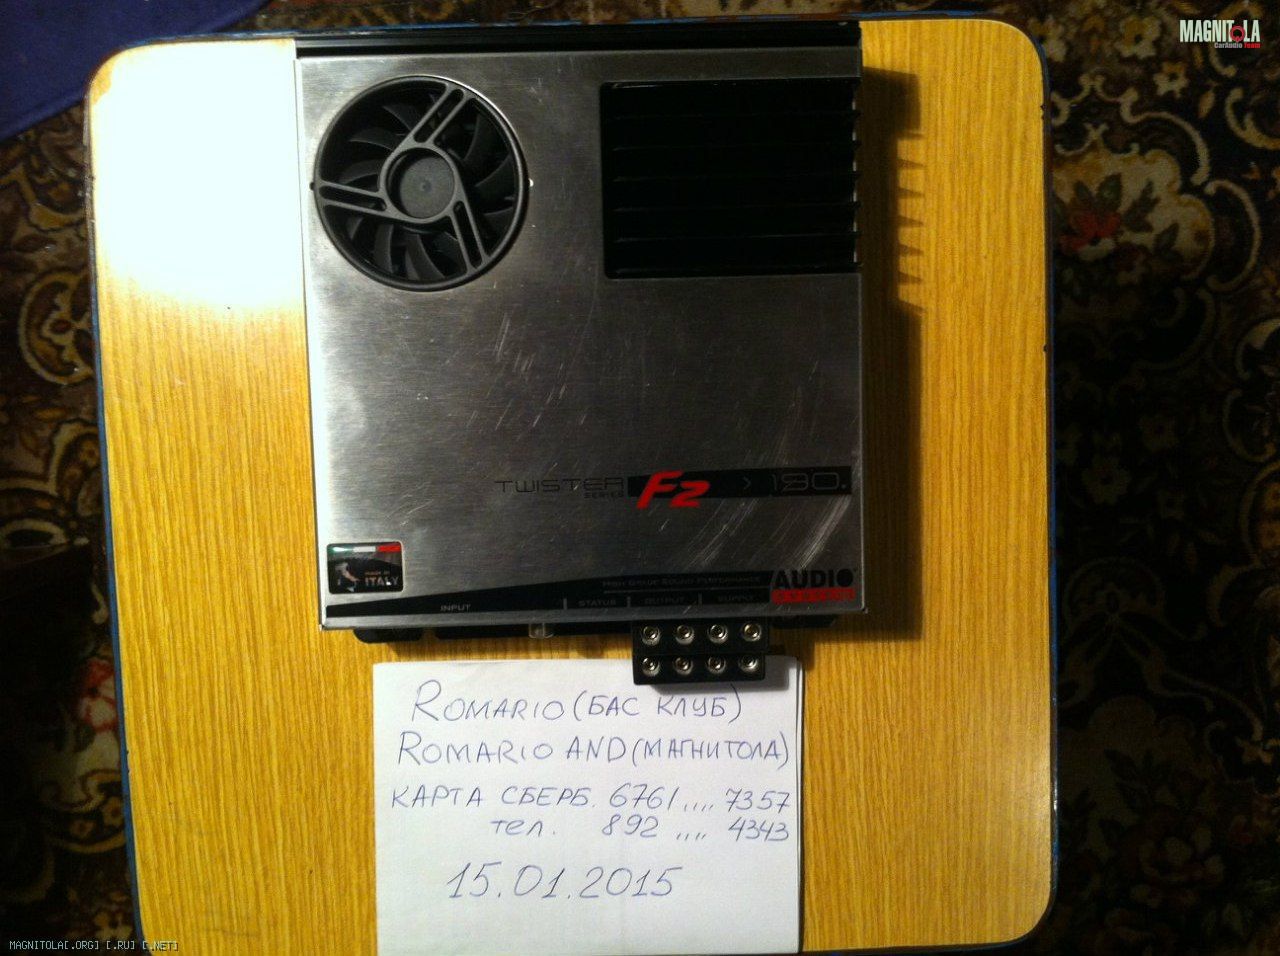 MAGNITOLA
CarAudio Team
TWISTER F2 > 190.
SERIES
made in
ITALY
HIGH GRADE SOUND PERFORMANCE
AUDIO
SYSTEM
INPUT STATUS OUTPUT SUPPLY
ROMARIO (БАС КЛУБ)
ROMARIO AND (МАГНИТОЛА)
КАРТА СБЕРБ. 6761 .... 7357
тел. 892 .... 4343
15.01.2015
MAGNITOLA[.ORG] [.RU] [.NET]